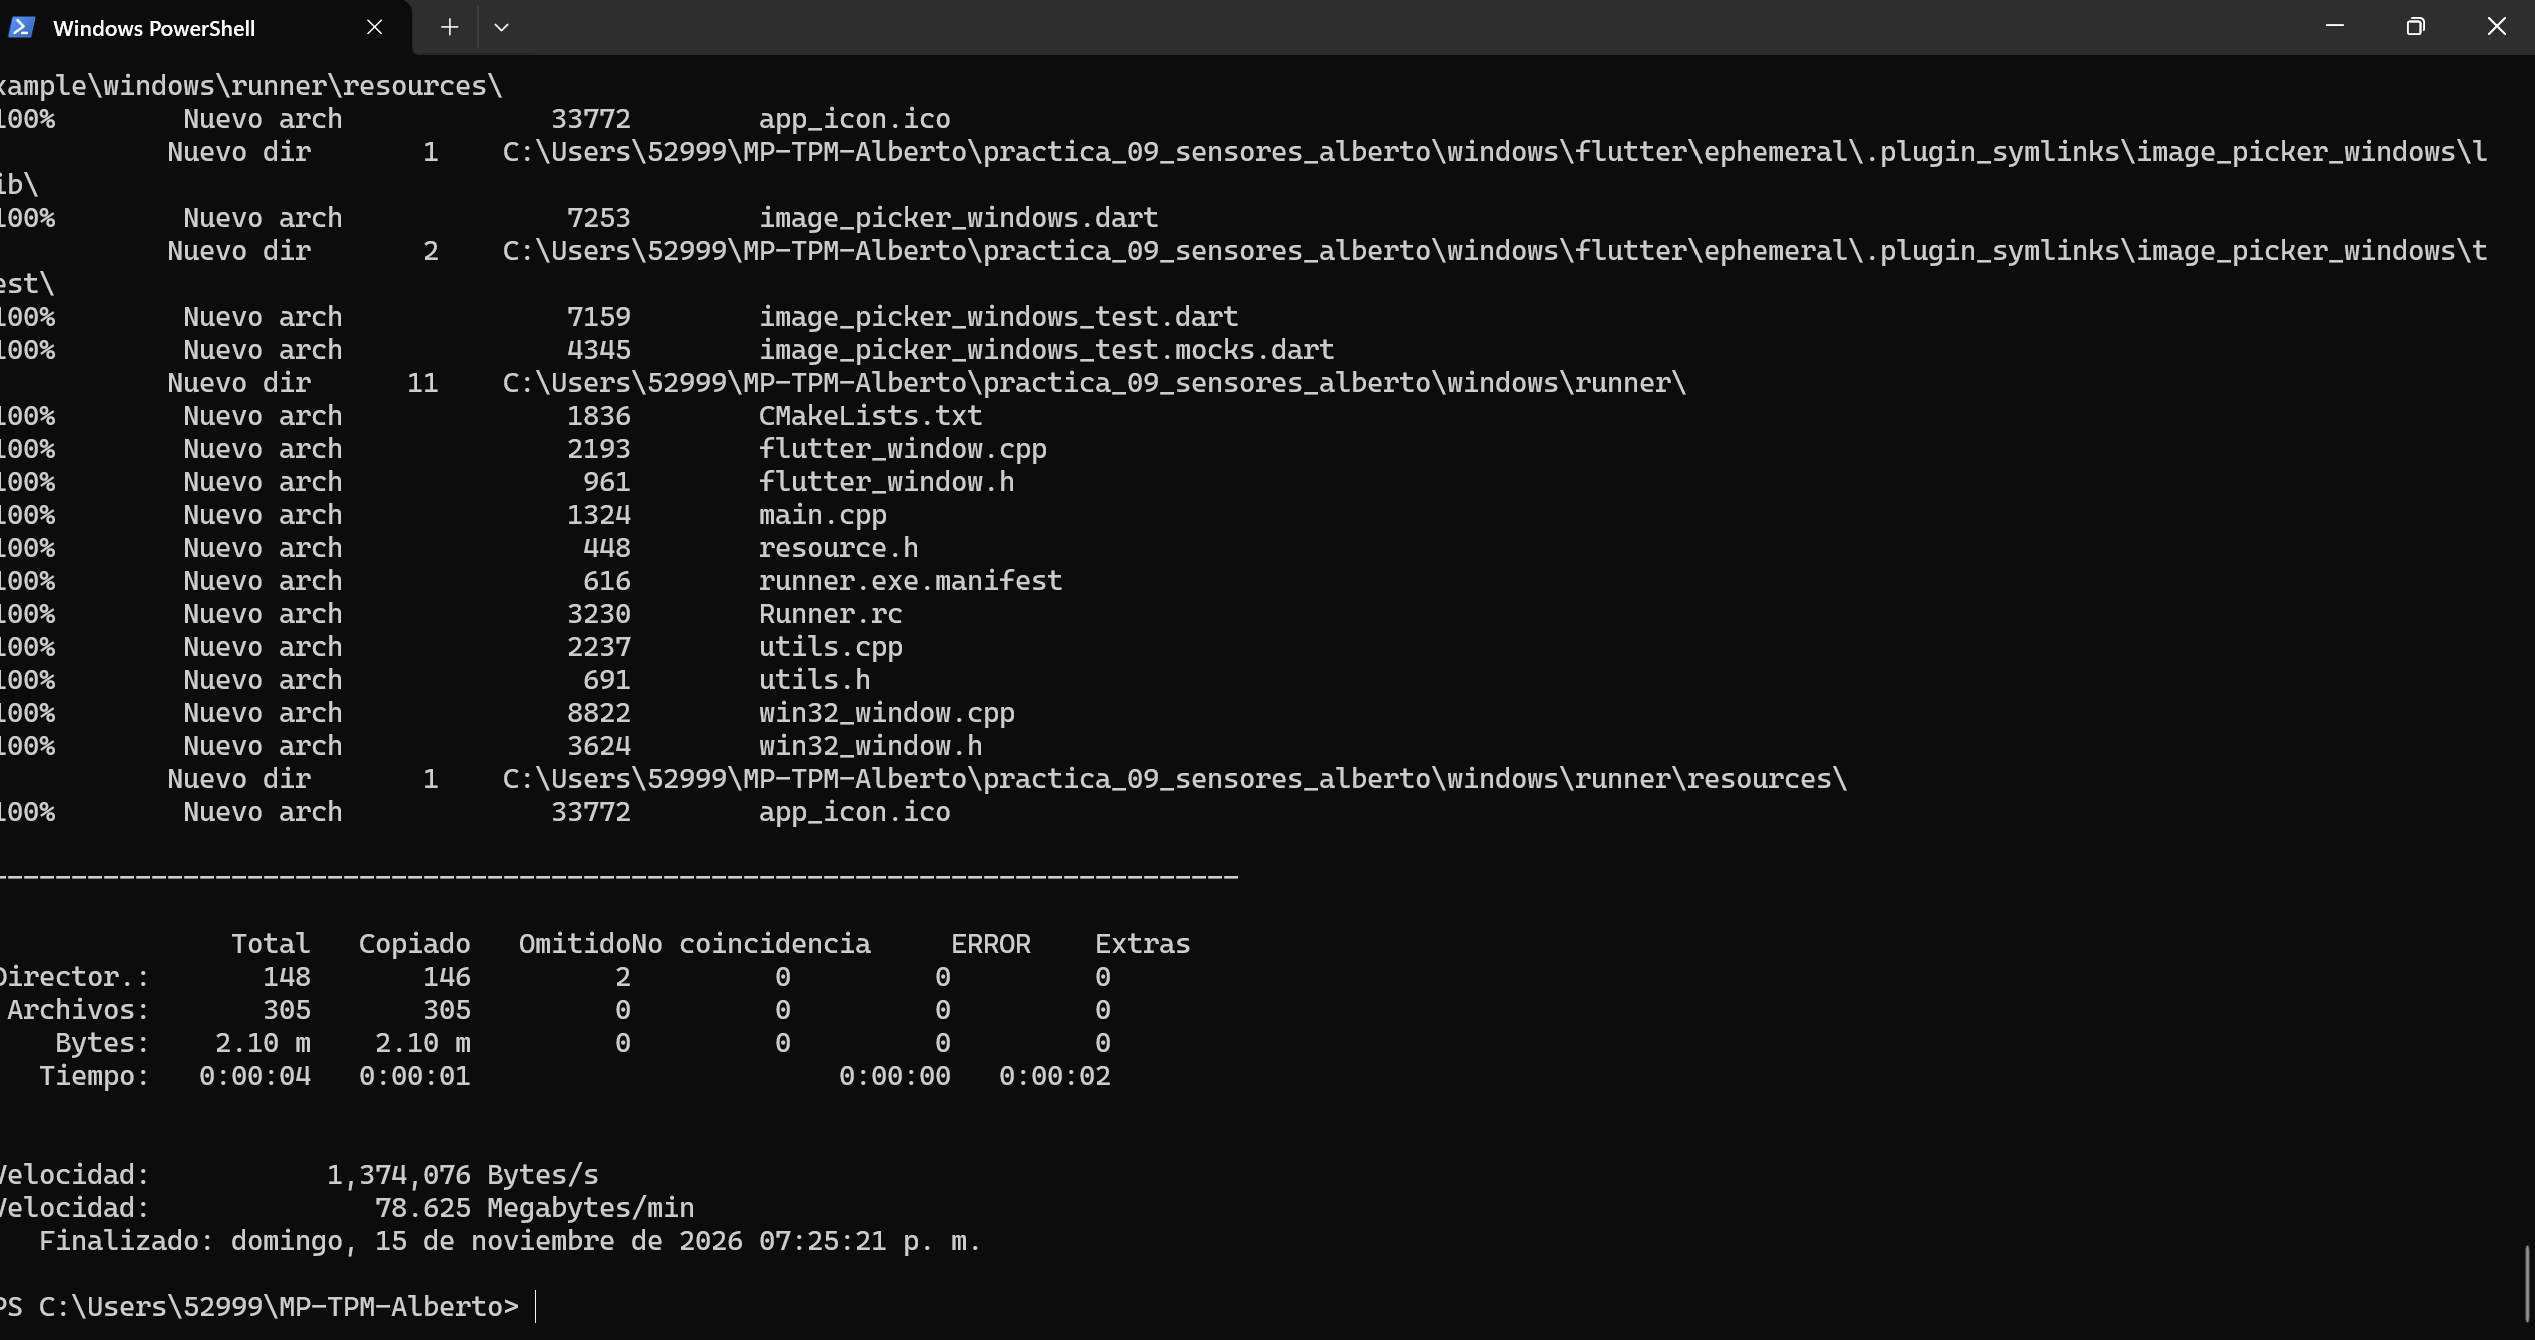 Windows PowerShell
xample\windows\runner\resources\
100% Nuevo arch 33772 app_icon.ico
Nuevo dir 1 C:\Users\52999\MP-TPM-Alberto\practica_09_sensores_alberto\windows\flutter\ephemeral\.plugin_symlinks\image_picker_windows\l
ib\
100% Nuevo arch 7253 image_picker_windows.dart
Nuevo dir 2 C:\Users\52999\MP-TPM-Alberto\practica_09_sensores_alberto\windows\flutter\ephemeral\.plugin_symlinks\image_picker_windows\t
est\
100% Nuevo arch 7159 image_picker_windows_test.dart
100% Nuevo arch 4345 image_picker_windows_test.mocks.dart
Nuevo dir 11 C:\Users\52999\MP-TPM-Alberto\practica_09_sensores_alberto\windows\runner\
100% Nuevo arch 1836 CMakeLists.txt
100% Nuevo arch 2193 flutter_window.cpp
100% Nuevo arch 961 flutter_window.h
100% Nuevo arch 1324 main.cpp
100% Nuevo arch 448 resource.h
100% Nuevo arch 616 runner.exe.manifest
100% Nuevo arch 3230 Runner.rc
100% Nuevo arch 2237 utils.cpp
100% Nuevo arch 691 utils.h
100% Nuevo arch 8822 win32_window.cpp
100% Nuevo arch 3624 win32_window.h
Nuevo dir 1 C:\Users\52999\MP-TPM-Alberto\practica_09_sensores_alberto\windows\runner\resources\
100% Nuevo arch 33772 app_icon.ico
------------------------------------------------------------------------------
Total Copiado OmitidoNo coincidencia ERROR Extras
Director.: 148 146 2 0 0 0
Archivos: 305 305 0 0 0 0
Bytes: 2.10 m 2.10 m 0 0 0 0
Tiempo: 0:00:04 0:00:01 0:00:00 0:00:02
Velocidad: 1,374,076 Bytes/s
Velocidad: 78.625 Megabytes/min
Finalizado: domingo, 15 de noviembre de 2026 07:25:21 p. m.
PS C:\Users\52999\MP-TPM-Alberto>